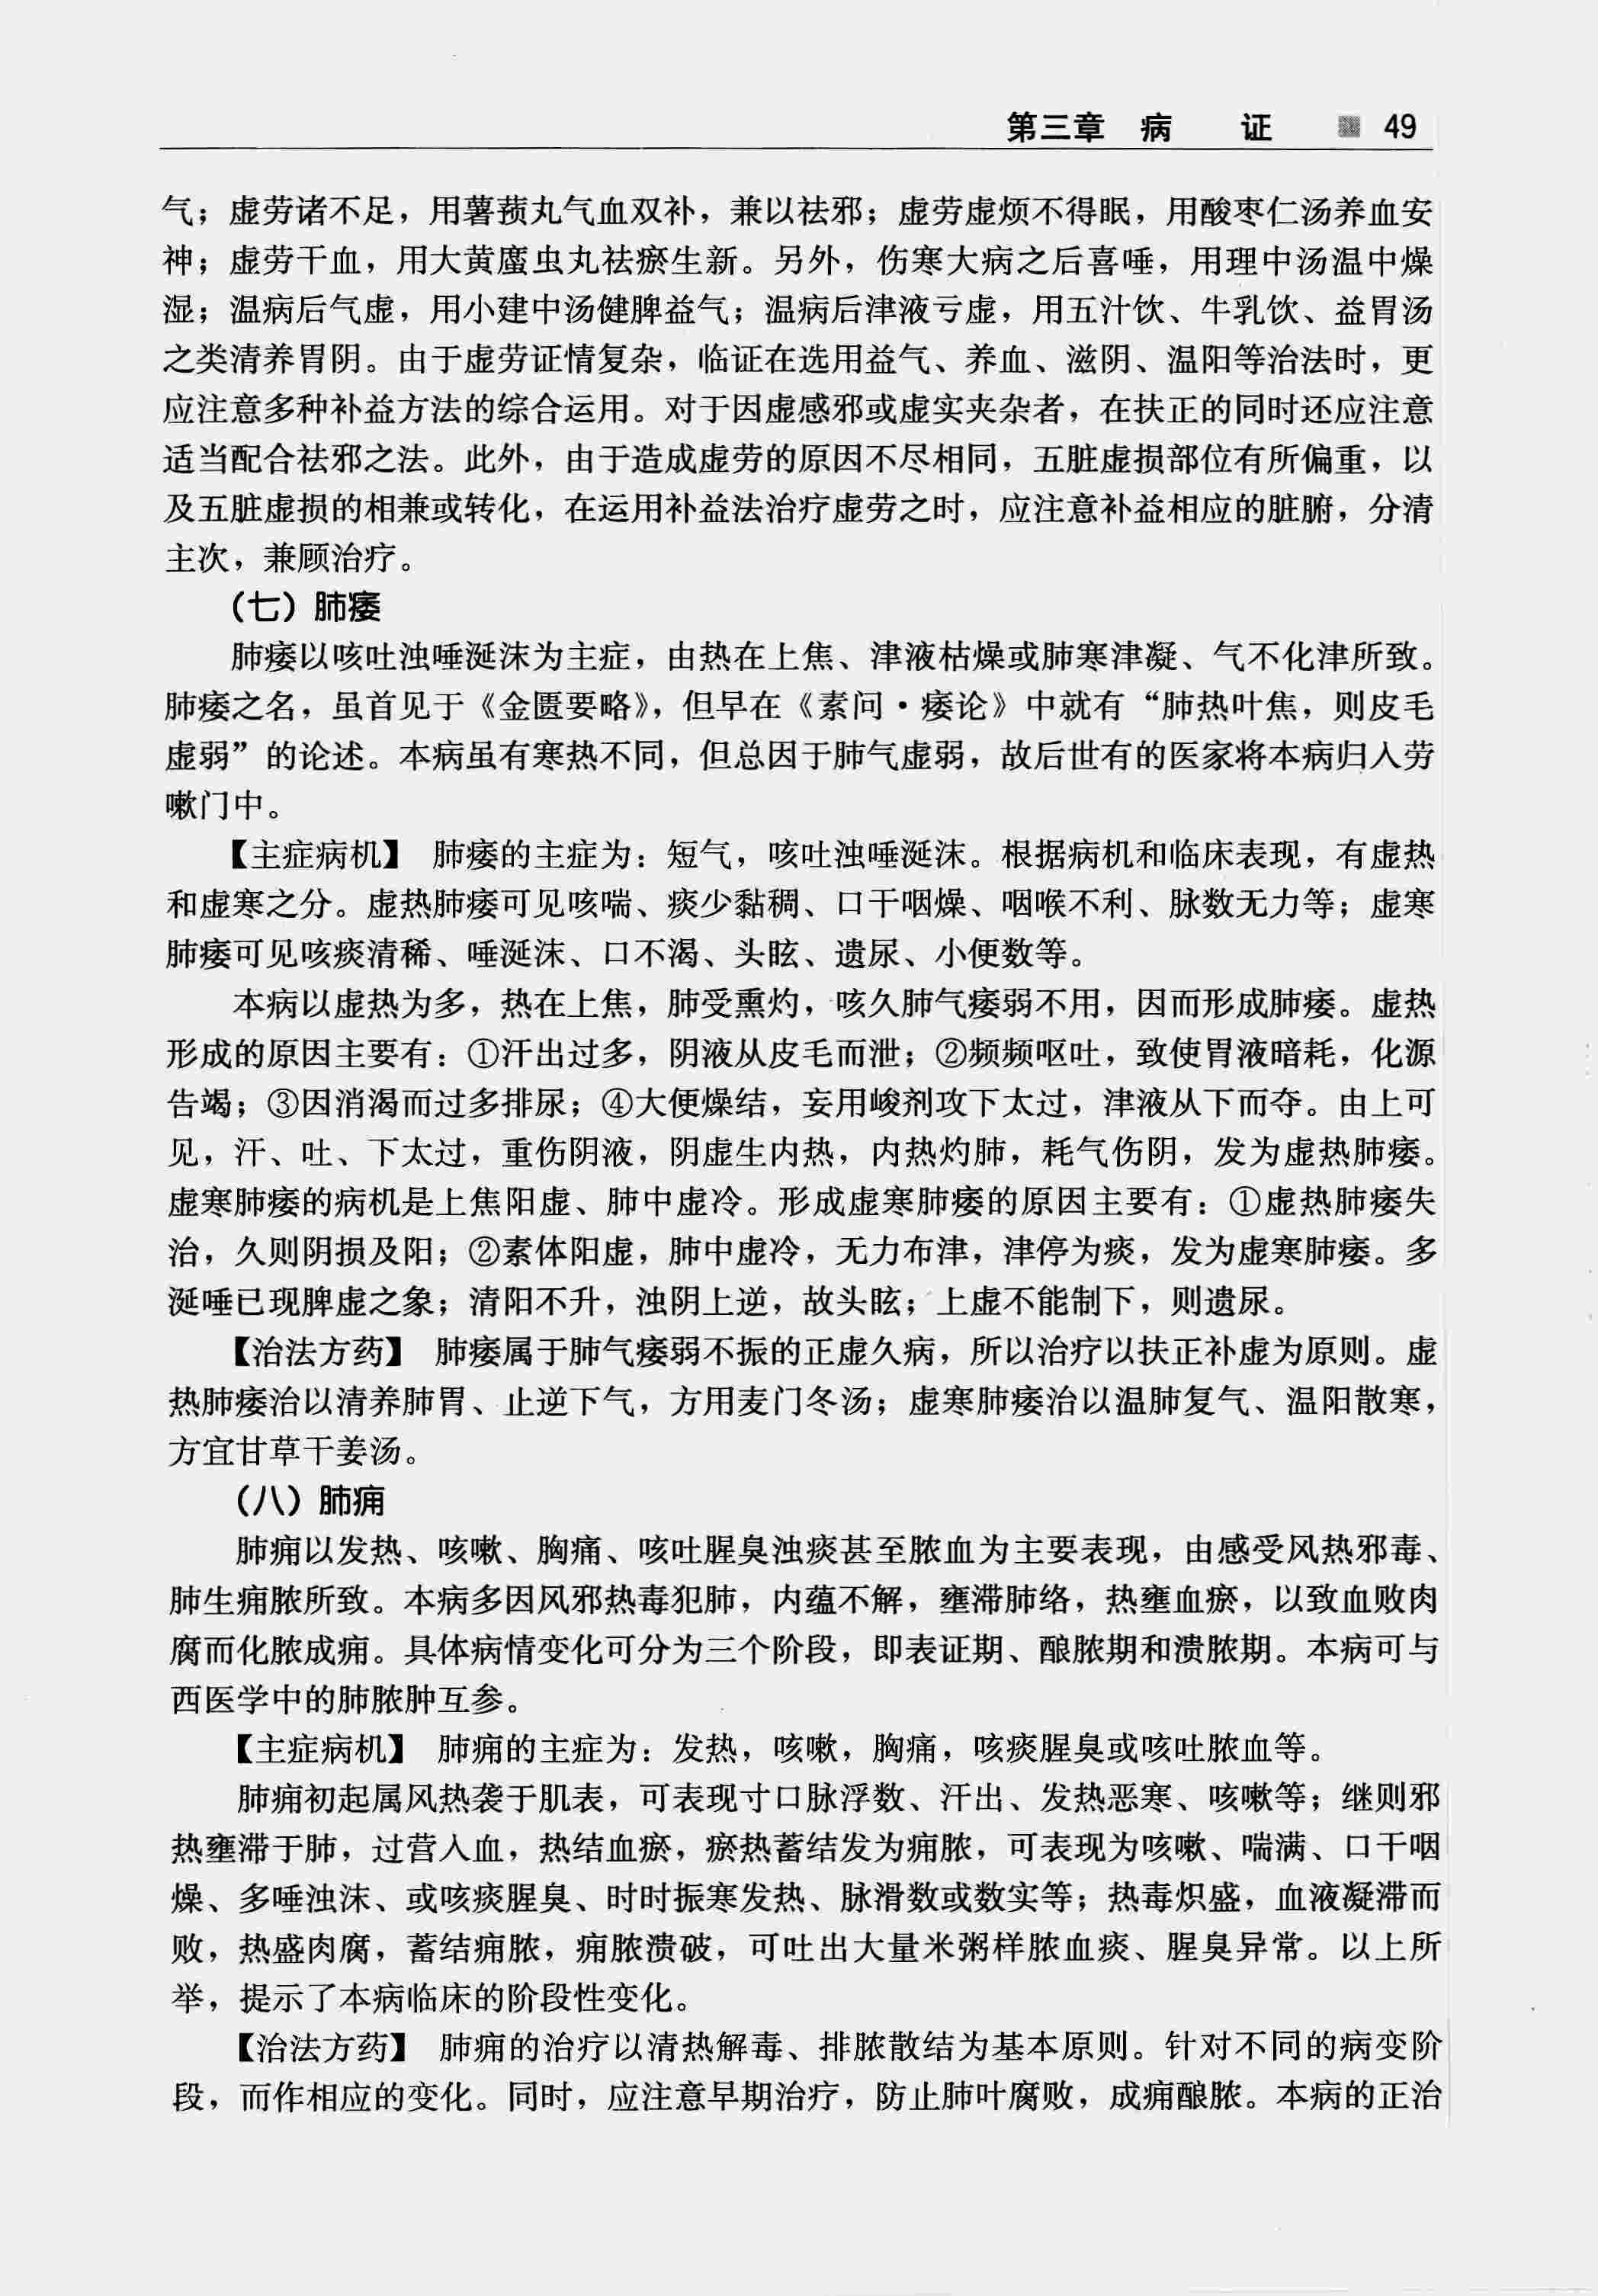 第三章 病 证 49
气；虚劳诸不足，用薯蓣丸气血双补，兼以祛邪；虚劳虚烦不得眠，用酸枣仁汤养血安
神；虚劳干血，用大黄䗪虫丸祛瘀生新。另外，伤寒大病之后喜唾，用理中汤温中燥
湿；温病后气虚，用小建中汤健脾益气；温病后津液亏虚，用五汁饮、牛乳饮、益胃汤
之类清养胃阴。由于虚劳证情复杂，临证在选用益气、养血、滋阴、温阳等治法时，更
应注意多种补益方法的综合运用。对于因虚感邪或虚实夹杂者，在扶正的同时还应注意
适当配合祛邪之法。此外，由于造成虚劳的原因不尽相同，五脏虚损部位有所偏重，以
及五脏虚损的相兼或转化，在运用补益法治疗虚劳之时，应注意补益相应的脏腑，分清
主次，兼顾治疗。
（七）肺痿
肺痿以咳吐浊唾涎沫为主症，由热在上焦、津液枯燥或肺寒津凝、气不化津所致。
肺痿之名，虽首见于《金匮要略》，但早在《素问·痿论》中就有“肺热叶焦，则皮毛
虚弱”的论述。本病虽有寒热不同，但总因于肺气虚弱，故后世有的医家将本病归入劳
嗽门中。
【主症病机】 肺痿的主症为：短气，咳吐浊唾涎沫。根据病机和临床表现，有虚热
和虚寒之分。虚热肺痿可见咳喘、痰少黏稠、口干咽燥、咽喉不利、脉数无力等；虚寒
肺痿可见咳痰清稀、唾涎沫、口不渴、头眩、遗尿、小便数等。
本病以虚热为多，热在上焦，肺受熏灼，咳久肺气痿弱不用，因而形成肺痿。虚热
形成的原因主要有：①汗出过多，阴液从皮毛而泄；②频频呕吐，致使胃液暗耗，化源
告竭；③因消渴而过多排尿；④大便燥结，妄用峻剂攻下太过，津液从下而夺。由上可
见，汗、吐、下太过，重伤阴液，阴虚生内热，内热灼肺，耗气伤阴，发为虚热肺痿。
虚寒肺痿的病机是上焦阳虚、肺中虚冷。形成虚寒肺痿的原因主要有：①虚热肺痿失
治，久则阴损及阳；②素体阳虚，肺中虚冷，无力布津，津停为痰，发为虚寒肺痿。多
涎唾已现脾虚之象；清阳不升，浊阴上逆，故头眩；上虚不能制下，则遗尿。
【治法方药】 肺痿属于肺气痿弱不振的正虚久病，所以治疗以扶正补虚为原则。虚
热肺痿治以清养肺胃、止逆下气，方用麦门冬汤；虚寒肺痿治以温肺复气、温阳散寒，
方宜甘草干姜汤。
（八）肺痈
肺痈以发热、咳嗽、胸痛、咳吐腥臭浊痰甚至脓血为主要表现，由感受风热邪毒、
肺生痈脓所致。本病多因风邪热毒犯肺，内蕴不解，壅滞肺络，热壅血瘀，以致血败肉
腐而化脓成痈。具体病情变化可分为三个阶段，即表证期、酿脓期和溃脓期。本病可与
西医学中的肺脓肿互参。
【主症病机】 肺痈的主症为：发热，咳嗽，胸痛，咳痰腥臭或咳吐脓血等。
肺痈初起属风热袭于肌表，可表现寸口脉浮数、汗出、发热恶寒、咳嗽等；继则邪
热壅滞于肺，过营入血，热结血瘀，瘀热蓄结发为痈脓，可表现为咳嗽、喘满、口干咽
燥、多唾浊沫、或咳痰腥臭、时时振寒发热、脉滑数或数实等；热毒炽盛，血液凝滞而
败，热盛肉腐，蓄结痈脓，痈脓溃破，可吐出大量米粥样脓血痰、腥臭异常。以上所
举，提示了本病临床的阶段性变化。
【治法方药】 肺痈的治疗以清热解毒、排脓散结为基本原则。针对不同的病变阶
段，而作相应的变化。同时，应注意早期治疗，防止肺叶腐败，成痈酿脓。本病的正治